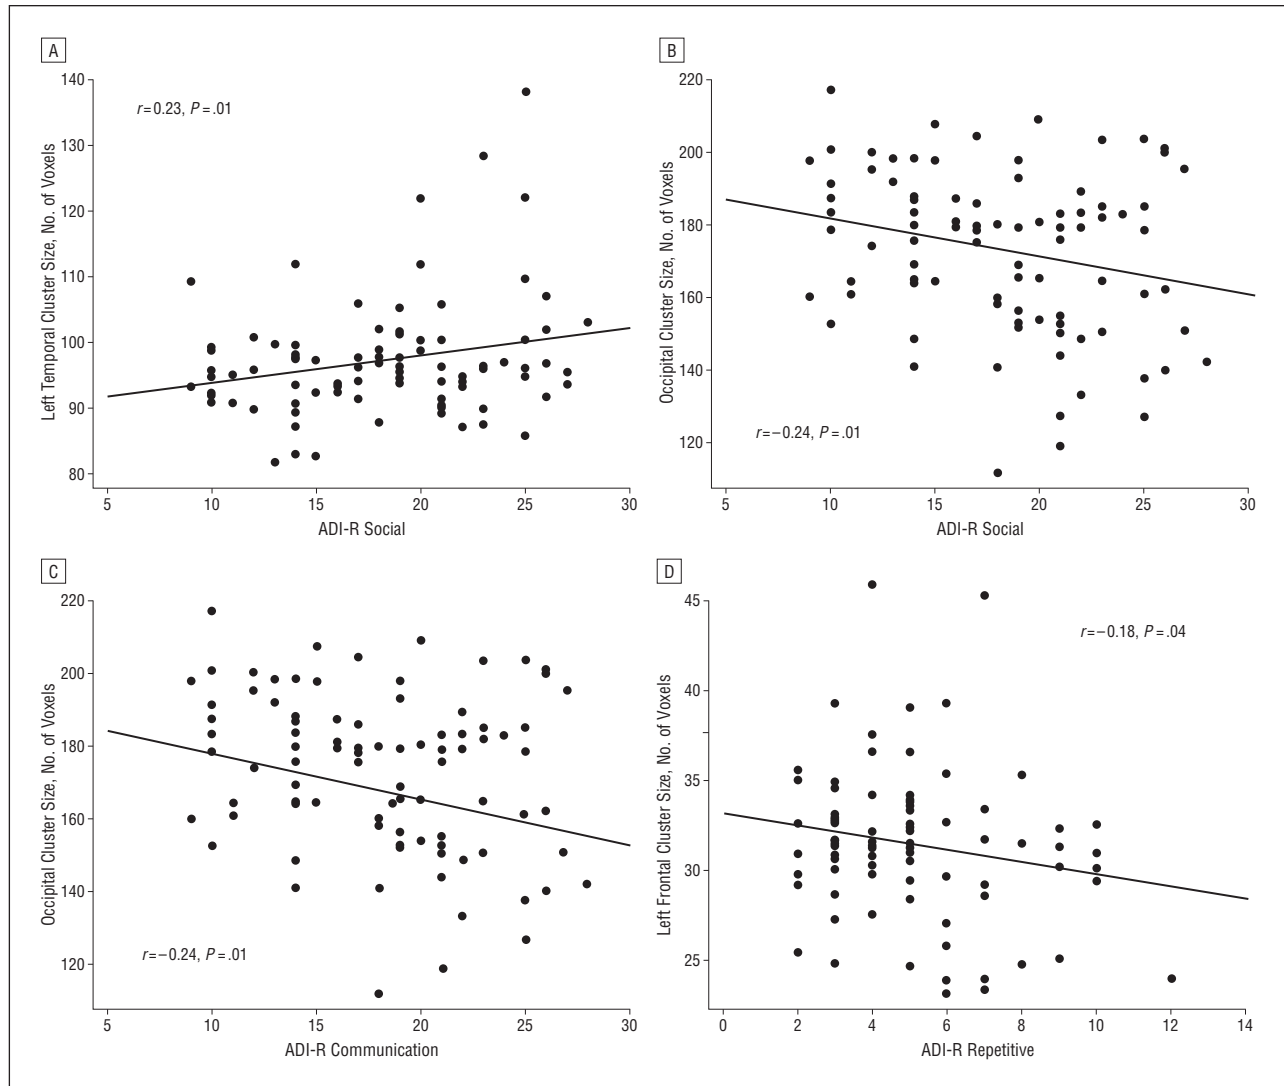 A
r=0.23, P=.01
Left Temporal Cluster Size, No. of Voxels
140
130
120
110
100
90
80
5 10 15 20 25 30
ADI-R Social
B
r=−0.24, P=.01
Occipital Cluster Size, No. of Voxels
220
200
180
160
140
120
5 10 15 20 25 30
ADI-R Social
C
r=−0.24, P=.01
Occipital Cluster Size, No. of Voxels
220
200
180
160
140
120
5 10 15 20 25 30
ADI-R Communication
D
r=−0.18, P=.04
Left Frontal Cluster Size, No. of Voxels
45
40
35
30
25
0 2 4 6 8 10 12 14
ADI-R Repetitive